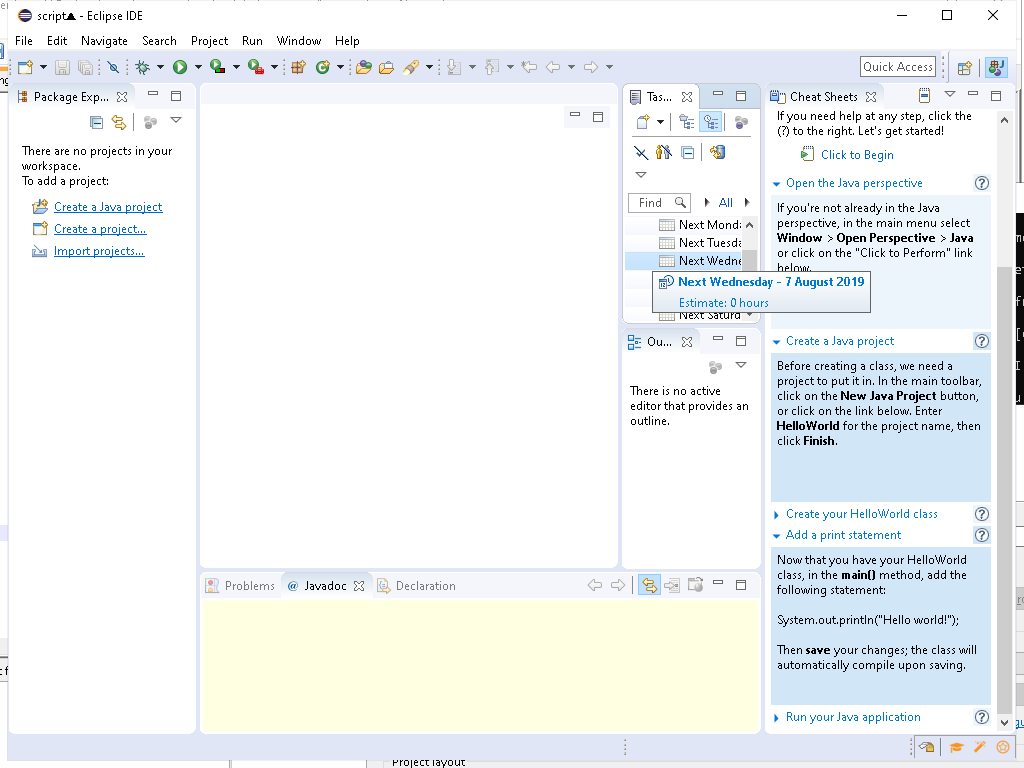 script▲ - Eclipse IDE
File Edit Navigate Search Project Run Window Help
Quick Access
Package Exp...
There are no projects in your
workspace.
To add a project:
Create a Java project
Create a project...
Import projects...
Tas...
Find
All
Next Monda
Next Tuesda
Next Wedne
Next Wednesday - 7 August 2019
Estimate: 0 hours
Next Saturd
Ou...
There is no active
editor that provides an
outline.
Problems
@ Javadoc
Declaration
Cheat Sheets
If you need help at any step, click the
(?) to the right. Let's get started!
Click to Begin
Open the Java perspective
If you're not already in the Java
perspective, in the main menu select
Window > Open Perspective > Java
or click on the "Click to Perform" link
below.
Create a Java project
Before creating a class, we need a
project to put it in. In the main toolbar,
click on the New Java Project button,
or click on the link below. Enter
HelloWorld for the project name, then
click Finish.
Create your HelloWorld class
Add a print statement
Now that you have your HelloWorld
class, in the main() method, add the
following statement:
System.out.println("Hello world!");
Then save your changes; the class will
automatically compile upon saving.
Run your Java application
Project layout